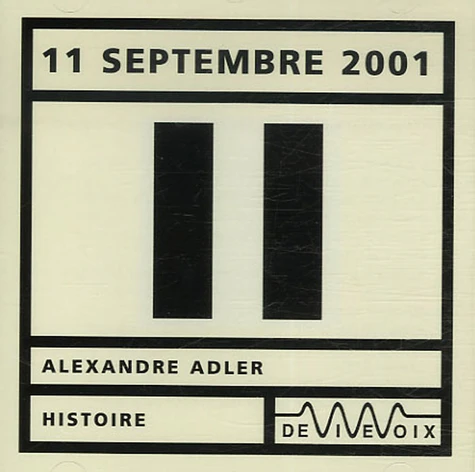 11 SEPTEMBRE 2001
ALEXANDRE ADLER
HISTOIRE
DE VIVE VOIX